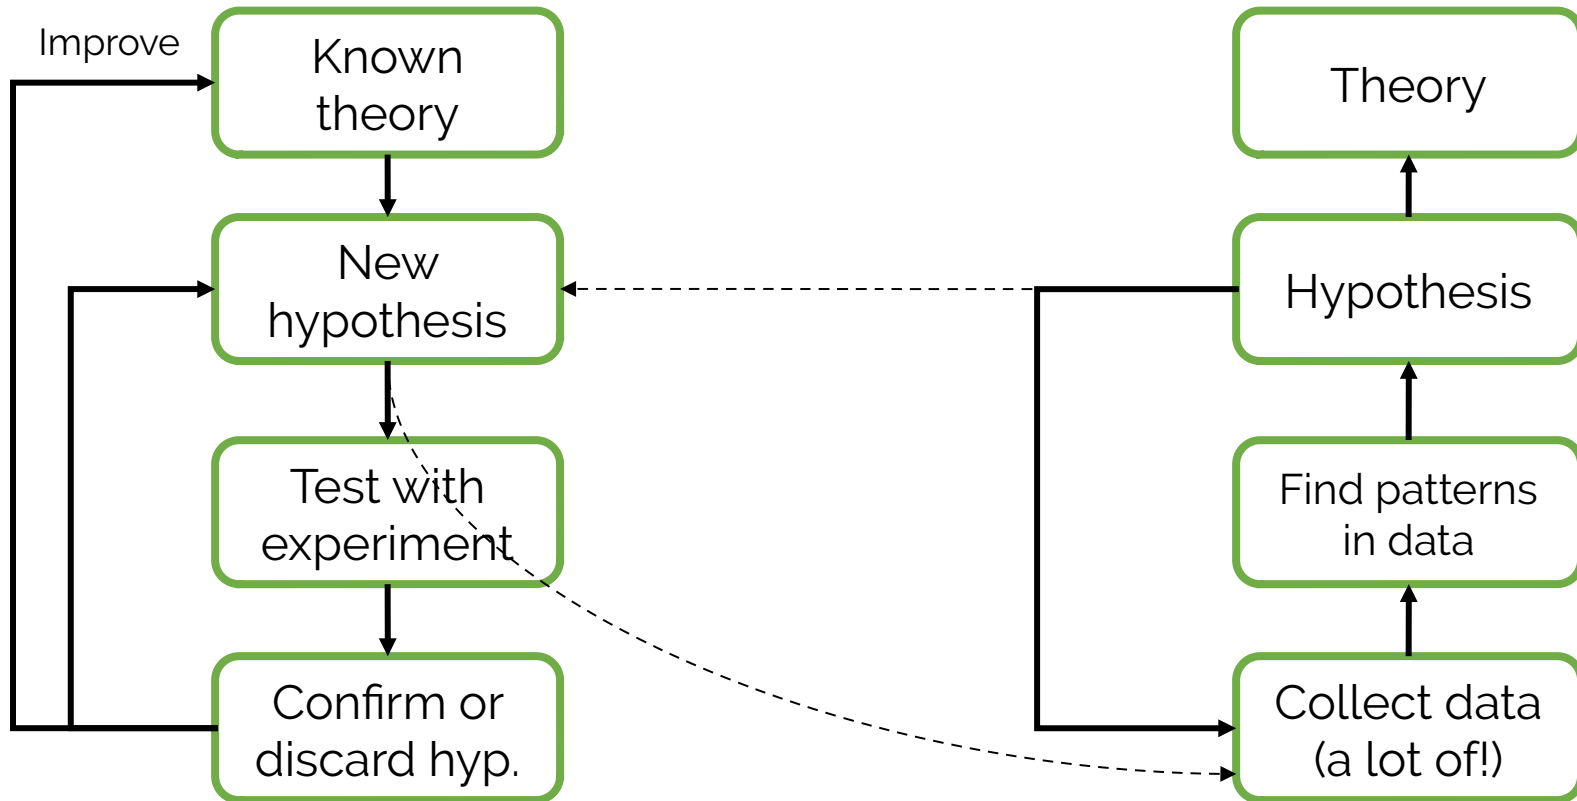 Improve
Known
theory
New
hypothesis
Test with
experiment
Confirm or
discard hyp.
Theory
Hypothesis
Find patterns
in data
Collect data
(a lot of!)